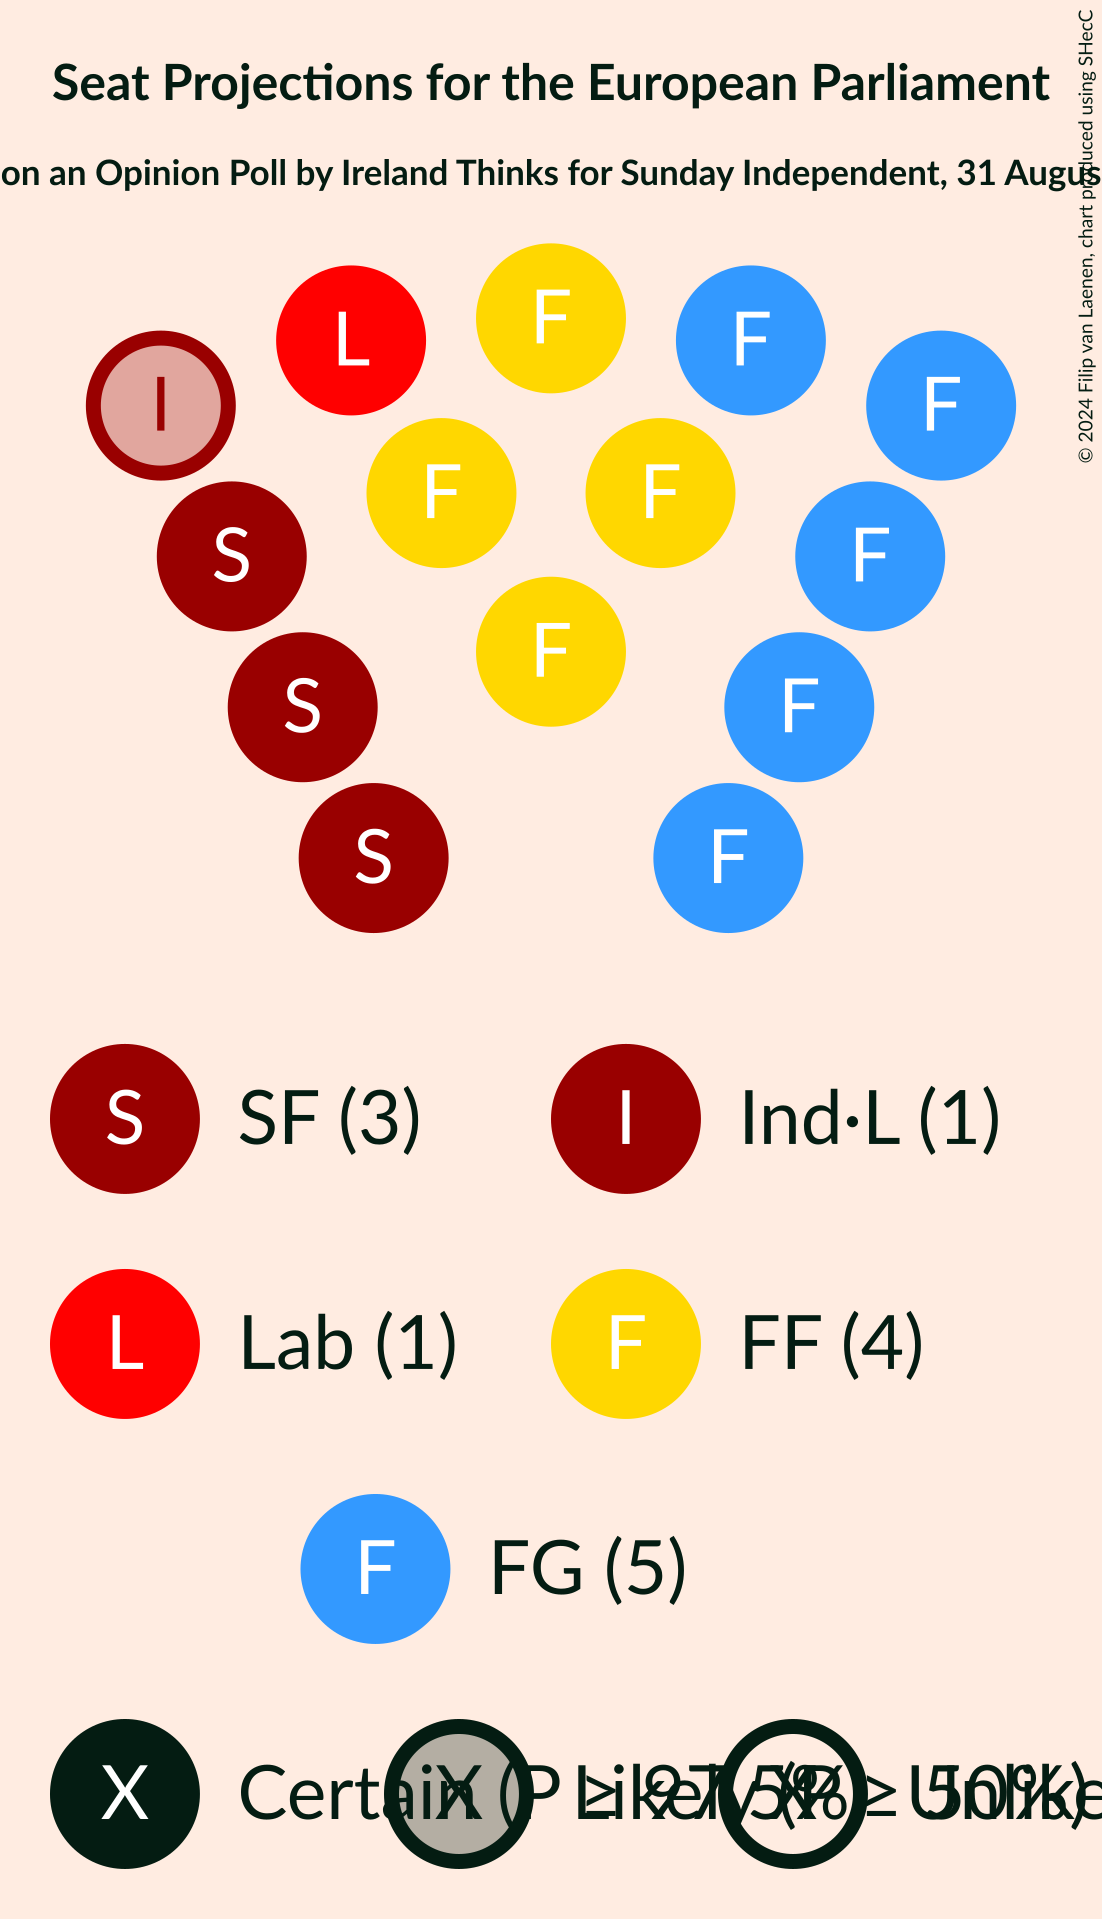 Seat Projections for the European Parliament
on an Opinion Poll by Ireland Thinks for Sunday Independent, 31 Augus
© 2024 Filip van Laenen, chart produced using SHecC
F
L F
I F
F F
S F
F
S F
S F
S SF (3) I Ind·L (1)
L Lab (1) F FF (4)
F FG (5)
X Certain (P ≥ 97.5%) X Likely (P ≥ 50%) X Unlike